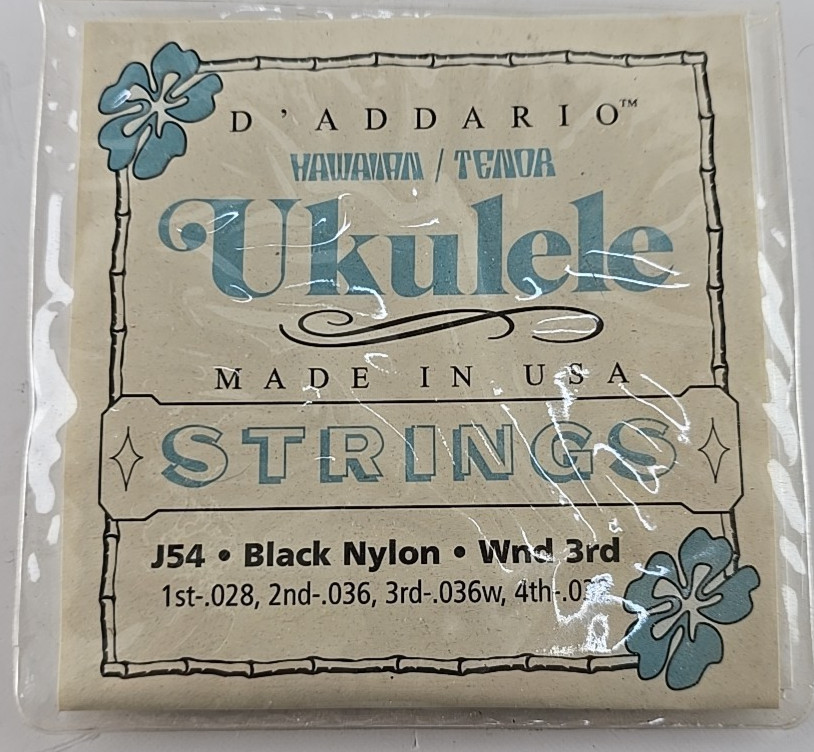 D'ADDARIO™
HAWAIIAN / TENOR
Ukulele
MADE IN USA
STRINGS
J54 • Black Nylon • Wnd 3rd
1st-.028, 2nd-.036, 3rd-.036w,